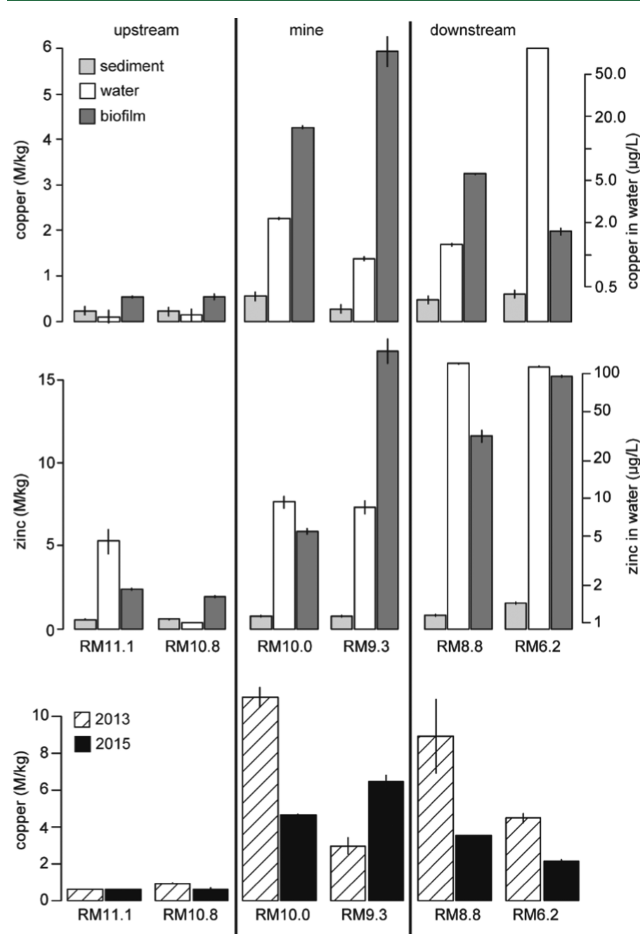 upstream mine downstream
sediment
water
biofilm
copper (M/kg)
6
5
4
3
2
1
0
50.0
20.0
5.0
2.0
0.5
copper in water (µg/L)
zinc (M/kg)
15
10
5
0
100
50
20
10
5
2
1
zinc in water (µg/L)
RM11.1 RM10.8 RM10.0 RM9.3 RM8.8 RM6.2
2013
2015
copper (M/kg)
10
8
6
4
2
0
RM11.1 RM10.8 RM10.0 RM9.3 RM8.8 RM6.2